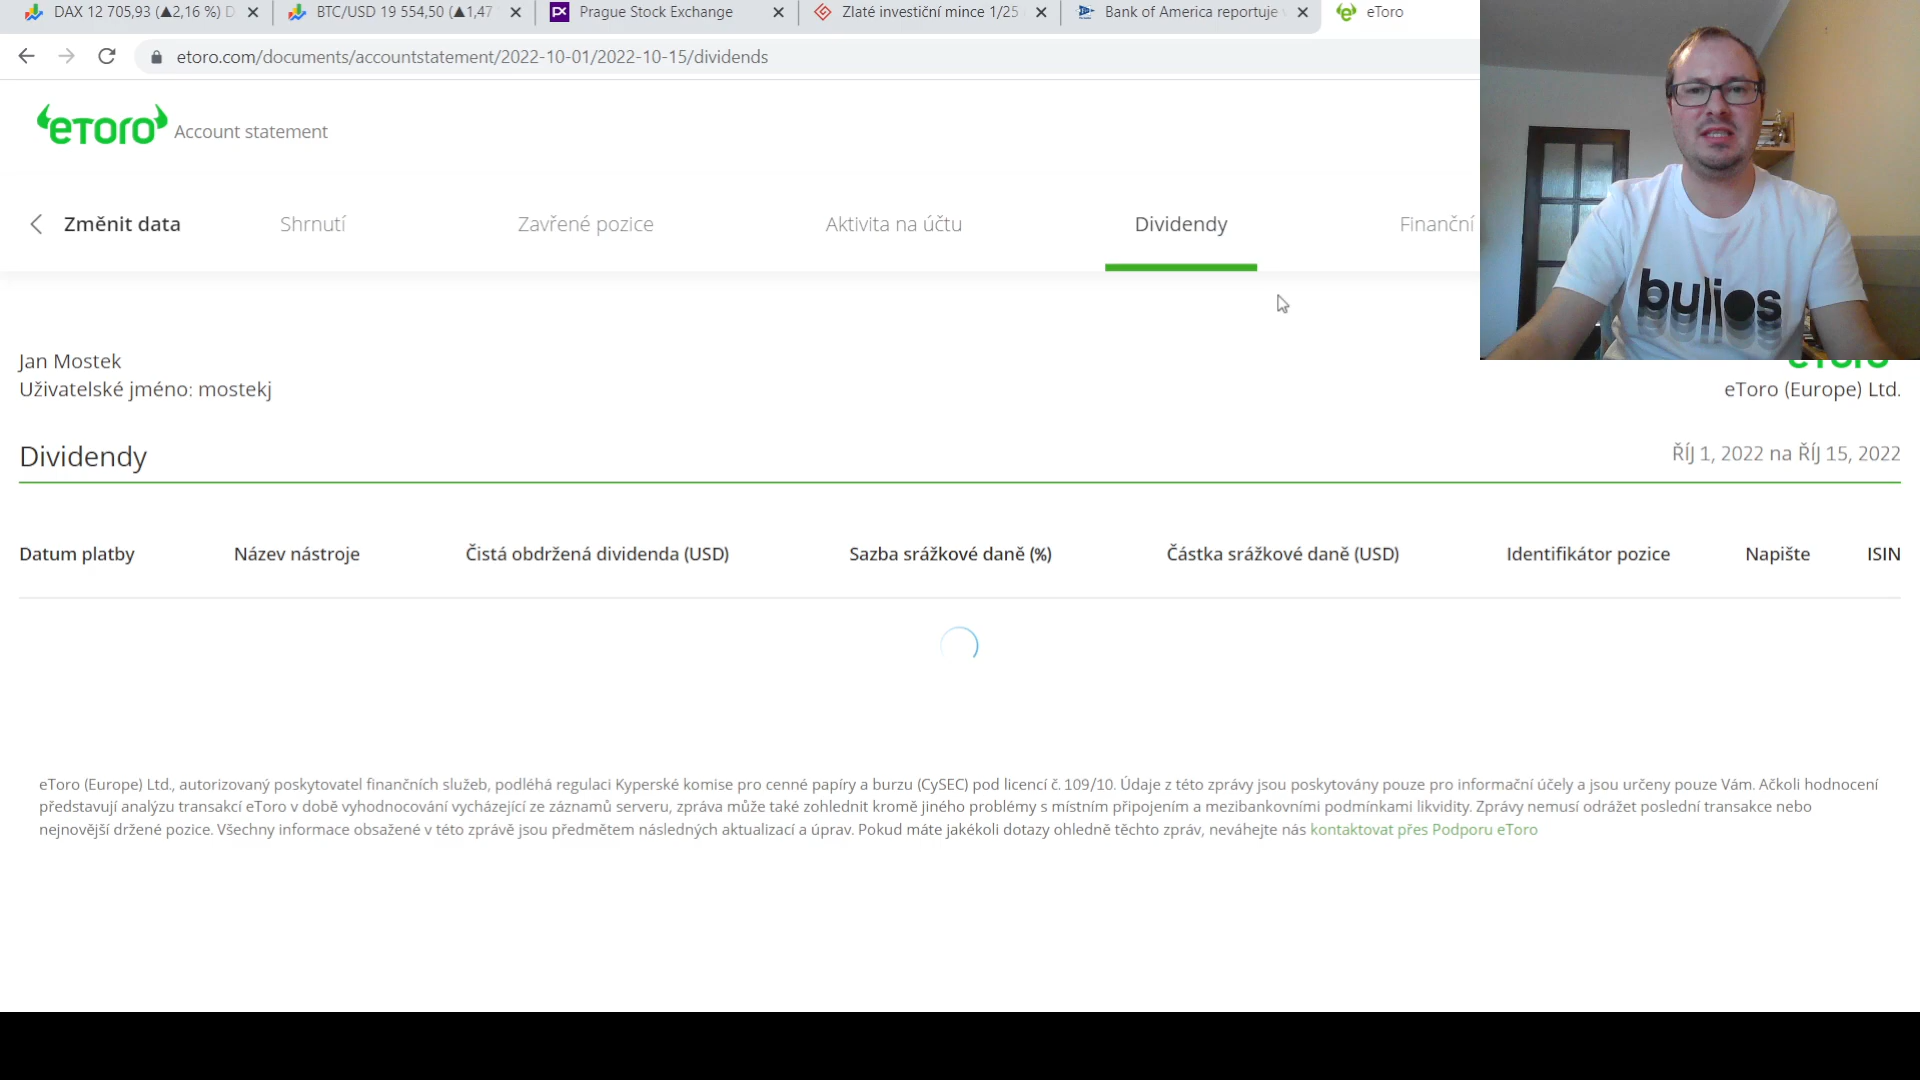 DAX 12 705,93 (▲2,16 %) D
BTC/USD 19 554,50 (▲1,47
Prague Stock Exchange
Zlaté investiční mince 1/25
Bank of America reportuje
eToro
etoro.com/documents/accountstatement/2022-10-01/2022-10-15/dividends
eToro Account statement
Změnit data
Shrnutí
Zavřené pozice
Aktivita na účtu
Dividendy
Finanční
bulios
Jan Mostek
Uživatelské jméno: mostekj
eToro
eToro (Europe) Ltd.
Dividendy
ŘÍJ 1, 2022 na ŘÍJ 15, 2022
Datum platby
Název nástroje
Čistá obdržená dividenda (USD)
Sazba srážkové daně (%)
Částka srážkové daně (USD)
Identifikátor pozice
Napište
ISIN
eToro (Europe) Ltd., autorizovaný poskytovatel finančních služeb, podléhá regulaci Kyperské komise pro cenné papíry a burzu (CySEC) pod licencí č. 109/10. Údaje z této zprávy jsou poskytovány pouze pro informační účely a jsou určeny pouze Vám. Ačkoli hodnocení
představují analýzu transakcí eToro v době vyhodnocování vycházející ze záznamů serveru, zpráva může také zohlednit kromě jiného problémy s místním připojením a mezibankovními podmínkami likvidity. Zprávy nemusí odrážet poslední transakce nebo
nejnovější držené pozice. Všechny informace obsažené v této zprávě jsou předmětem následných aktualizací a úprav. Pokud máte jakékoli dotazy ohledně těchto zpráv, neváhejte nás kontaktovat přes Podporu eToro